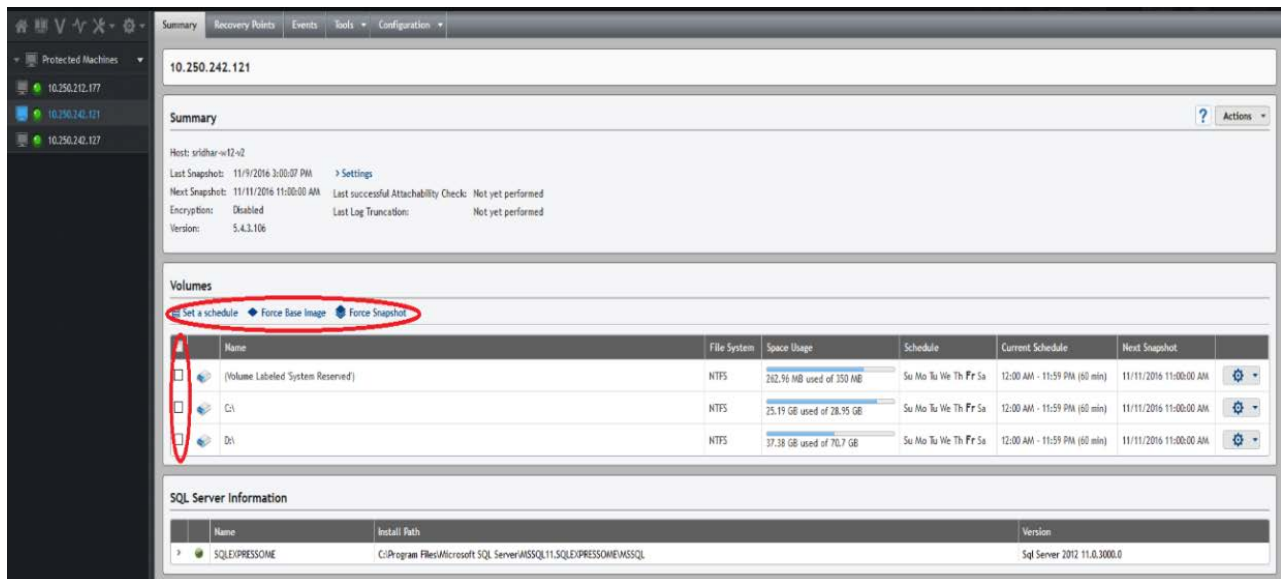 Summary Recovery Points Events Tools Configuration
Protected Machines
10.250.212.177
10.250.242.121
10.250.242.127
10.250.242.121
Summary
? Actions
Host: sridhar-w12-v2
Last Snapshot: 11/9/2016 3:00:07 PM > Settings
Next Snapshot: 11/11/2016 11:00:00 AM Last successful Attachability Check: Not yet performed
Encryption: Disabled Last Log Truncation: Not yet performed
Version: 5.4.3.106
Volumes
Set a schedule Force Base Image Force Snapshot
Name File System Space Usage Schedule Current Schedule Next Snapshot
(Volume Labeled 'System Reserved') NTFS 262.96 MB used of 350 MB Su Mo Tu We Th Fr Sa 12:00 AM - 11:59 PM (60 min) 11/11/2016 11:00:00 AM
C:\ NTFS 25.19 GB used of 28.95 GB Su Mo Tu We Th Fr Sa 12:00 AM - 11:59 PM (60 min) 11/11/2016 11:00:00 AM
D:\ NTFS 37.38 GB used of 70.7 GB Su Mo Tu We Th Fr Sa 12:00 AM - 11:59 PM (60 min) 11/11/2016 11:00:00 AM
SQL Server Information
Name Install Path Version
> SQLEXPRESSOME C:\Program Files\Microsoft SQL Server\MSSQL11.SQLEXPRESSOME\MSSQL Sql Server 2012 11.0.3000.0